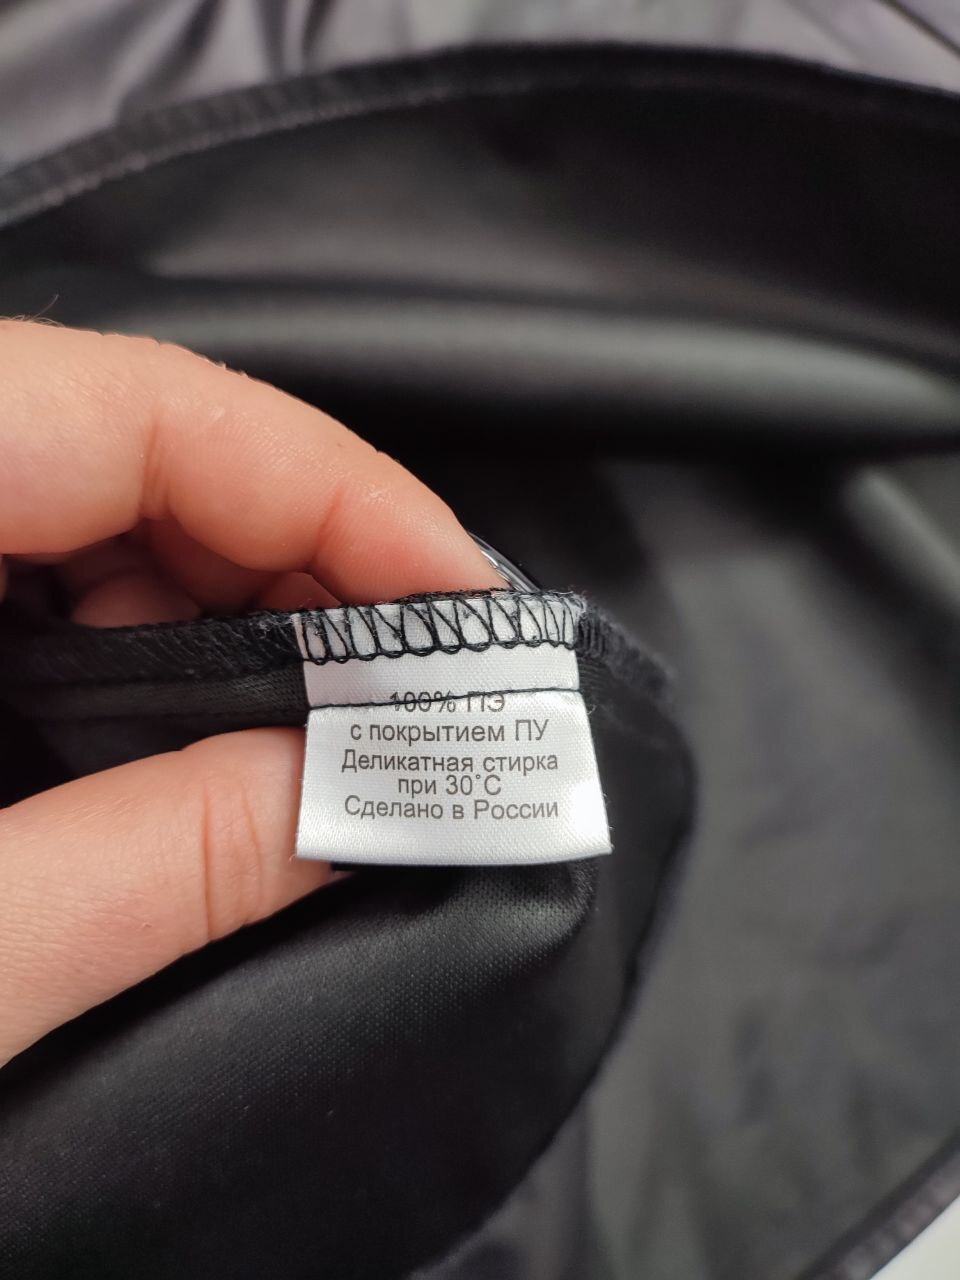 100% ПЭ
с покрытием ПУ
Деликатная стирка
при 30°С
Сделано в России